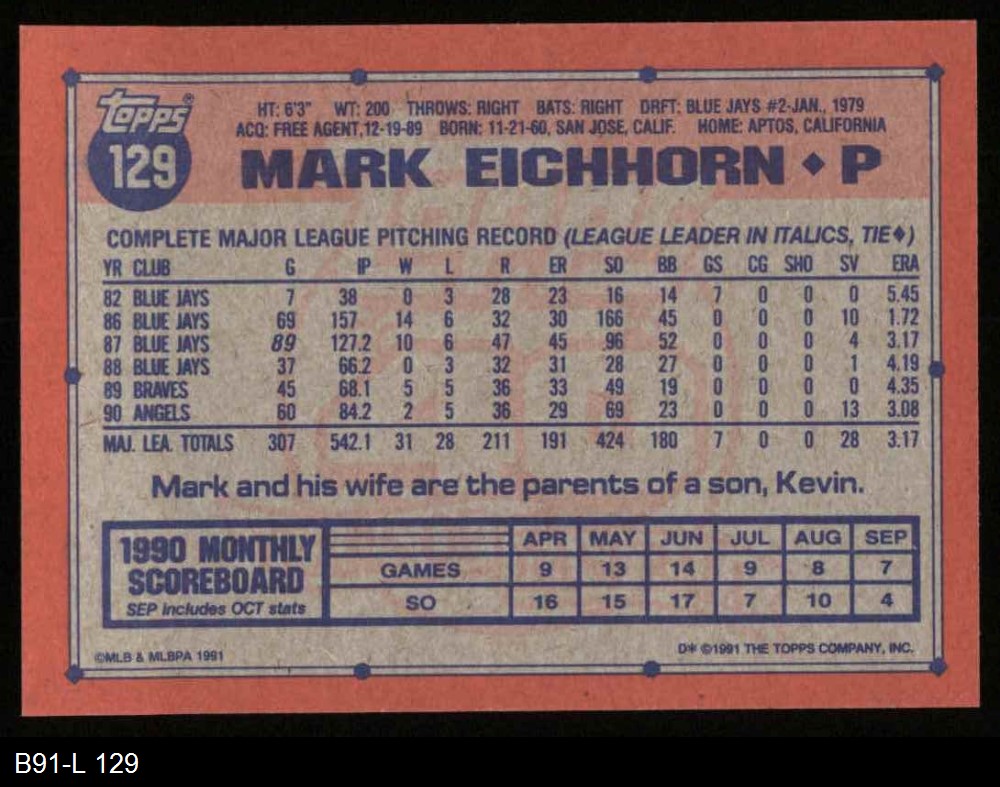 topps®
129
HT: 6'3" WT: 200 THROWS: RIGHT BATS: RIGHT DRFT: BLUE JAYS #2-JAN., 1979
ACQ: FREE AGENT,12-19-89 BORN: 11-21-60, SAN JOSE, CALIF. HOME: APTOS, CALIFORNIA
MARK EICHHORN ◆ P
COMPLETE MAJOR LEAGUE PITCHING RECORD (LEAGUE LEADER IN ITALICS, TIE◆)
YR CLUB G IP W L R ER SO BB GS CG SHO SV ERA
82 BLUE JAYS 7 38 0 3 28 23 16 14 7 0 0 0 5.45
86 BLUE JAYS 69 157 14 6 32 30 166 45 0 0 0 10 1.72
87 BLUE JAYS 89 127.2 10 6 47 45 96 52 0 0 0 4 3.17
88 BLUE JAYS 37 66.2 0 3 32 31 28 27 0 0 0 1 4.19
89 BRAVES 45 68.1 5 5 36 33 49 19 0 0 0 0 4.35
90 ANGELS 60 84.2 2 5 36 29 69 23 0 0 0 13 3.08
MAJ. LEA. TOTALS 307 542.1 31 28 211 191 424 180 7 0 0 28 3.17
Mark and his wife are the parents of a son, Kevin.
1990 MONTHLY
SCOREBOARD
SEP includes OCT stats
APR MAY JUN JUL AUG SEP
GAMES 9 13 14 9 8 7
SO 16 15 17 7 10 4
©MLB & MLBPA 1991
D* ©1991 THE TOPPS COMPANY, INC.
B91-L 129